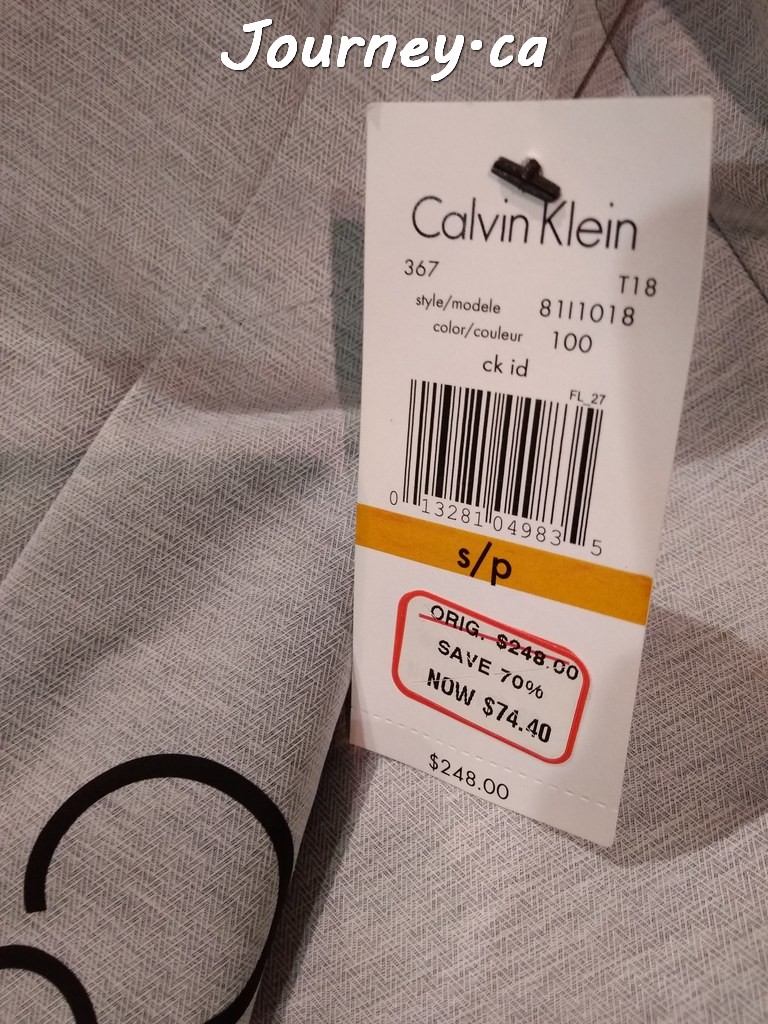 Journey.ca
Calvin Klein
367
T18
style/modele 81I1018
color/couleur 100
ck id
FL_27
0 13281 04983 5
s/p
ORIG. $248.00
SAVE 70%
NOW $74.40
$248.00